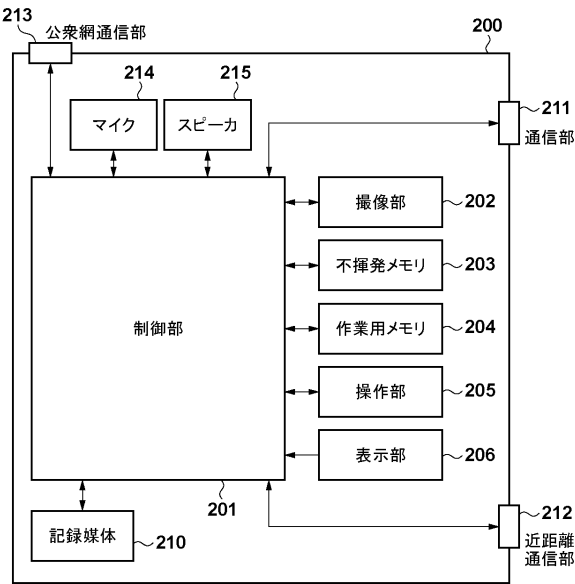 213
公衆網通信部
200
214
マイク
215
スピーカ
211
通信部
撮像部
202
不揮発メモリ
203
制御部
作業用メモリ
204
操作部
205
表示部
206
201
記録媒体
210
212
近距離
通信部